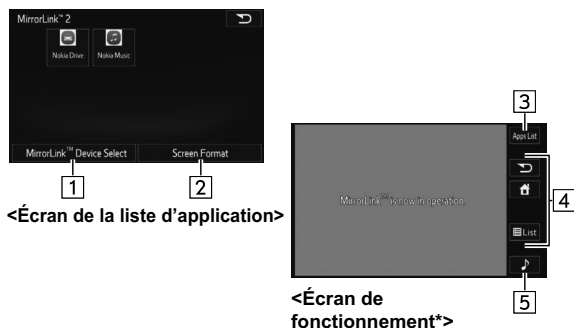 MirrorLink™ 2
Nokia Drive
Nokia Music
MirrorLink™ Device Select
Screen Format
1
2
<Écran de la liste d'application>
3
Apps List
MirrorLink™ is now in operation.
4
List
5
<Écran de
fonctionnement*>